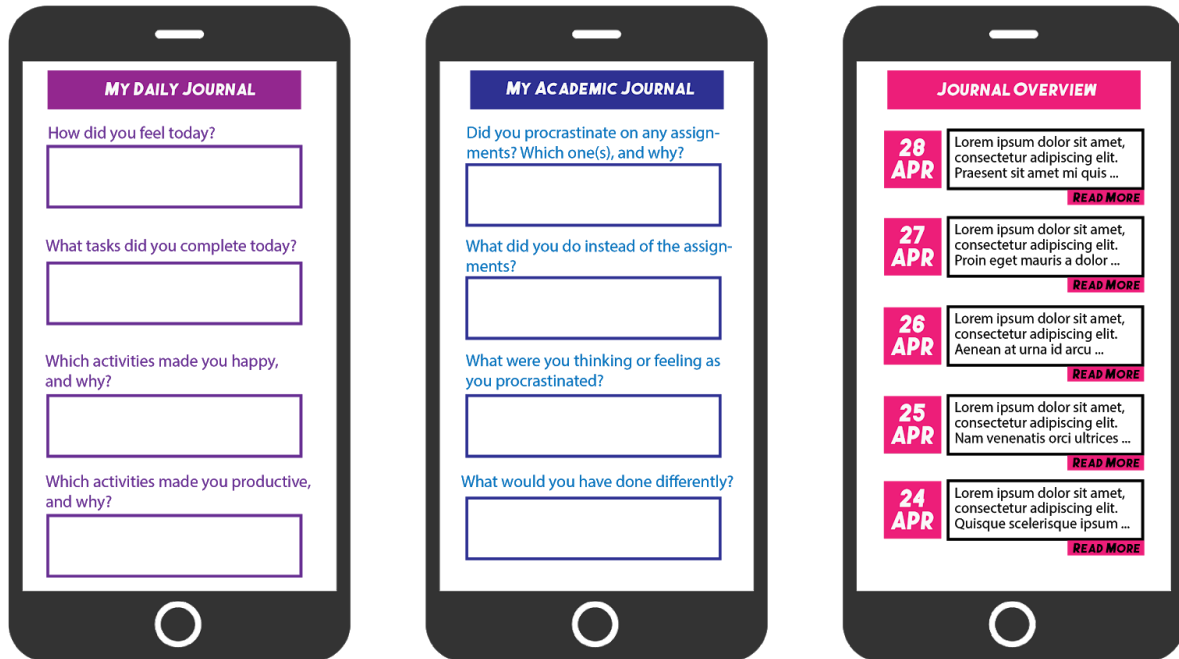 My Daily Journal
How did you feel today?
What tasks did you complete today?
Which activities made you happy,
and why?
Which activities made you productive,
and why?
My Academic Journal
Did you procrastinate on any assign-
ments? Which one(s), and why?
What did you do instead of the assign-
ments?
What were you thinking or feeling as
you procrastinated?
What would you have done differently?
Journal Overview
28
APR
Lorem ipsum dolor sit amet,
consectetur adipiscing elit.
Praesent sit amet mi quis ...
Read More
27
APR
Lorem ipsum dolor sit amet,
consectetur adipiscing elit.
Proin eget mauris a dolor ...
Read More
26
APR
Lorem ipsum dolor sit amet,
consectetur adipiscing elit.
Aenean at urna id arcu ...
Read More
25
APR
Lorem ipsum dolor sit amet,
consectetur adipiscing elit.
Nam venenatis orci ultrices ...
Read More
24
APR
Lorem ipsum dolor sit amet,
consectetur adipiscing elit.
Quisque scelerisque ipsum ...
Read More